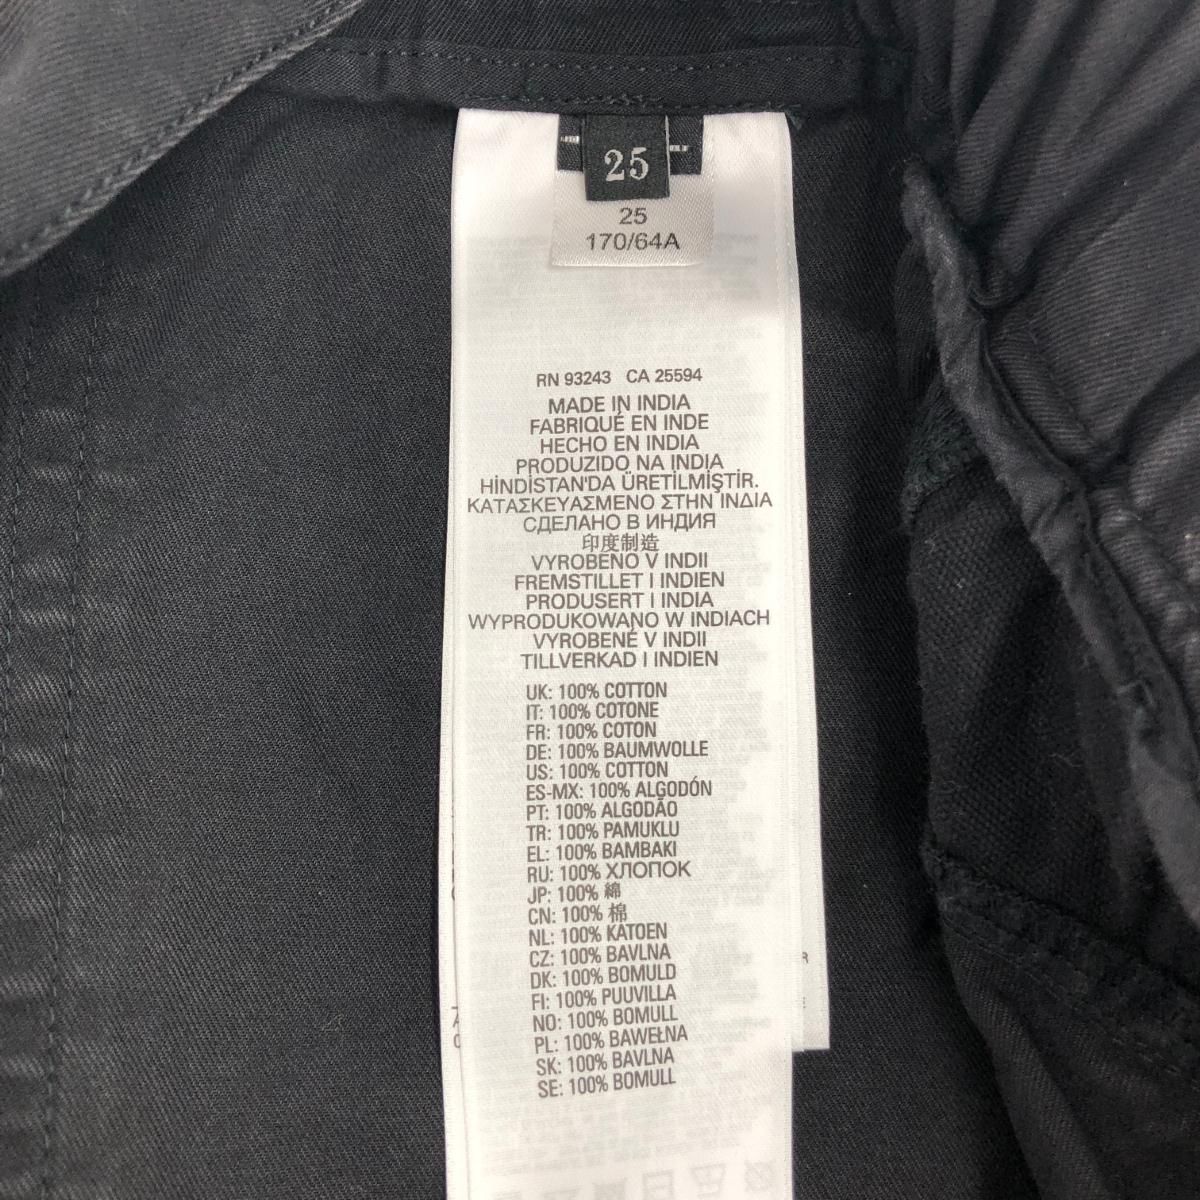 25
25
170/64A
RN 93243 CA 25594
MADE IN INDIA
FABRIQUÉ EN INDE
HECHO EN INDIA
PRODUZIDO NA INDIA
HİNDİSTAN'DA ÜRETİLMİŞTİR.
ΚΑΤΑΣΚΕΥΑΣΜΕΝΟ ΣΤΗΝ ΙΝΔΙΑ
СДЕЛАНО В ИНДИЯ
印度制造
VYROBENO V INDII
FREMSTILLET I INDIEN
PRODUSERT I INDIA
WYPRODUKOWANO W INDIACH
VYROBENÉ V INDII
TILLVERKAD I INDIEN
UK: 100% COTTON
IT: 100% COTONE
FR: 100% COTON
DE: 100% BAUMWOLLE
US: 100% COTTON
ES-MX: 100% ALGODÓN
PT: 100% ALGODÃO
TR: 100% PAMUKLU
EL: 100% ΒΑΜΒΑΚΙ
RU: 100% ХЛОПОК
JP: 100% 綿
CN: 100% 棉
NL: 100% KATOEN
CZ: 100% BAVLNA
DK: 100% BOMULD
FI: 100% PUUVILLA
NO: 100% BOMULL
PL: 100% BAWEŁNA
SK: 100% BAVLNA
SE: 100% BOMULL